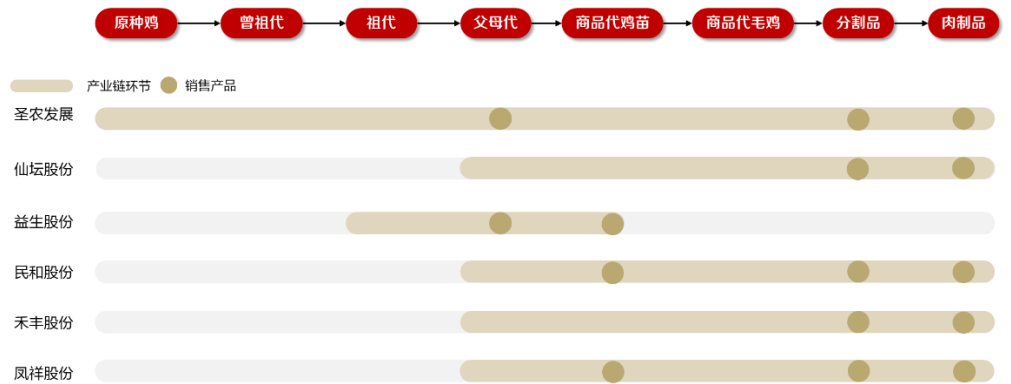 原种鸡 曾祖代 祖代 父母代 商品代鸡苗 商品代毛鸡 分割品 肉制品
产业链环节 销售产品
圣农发展
仙坛股份
益生股份
民和股份
禾丰股份
凤祥股份